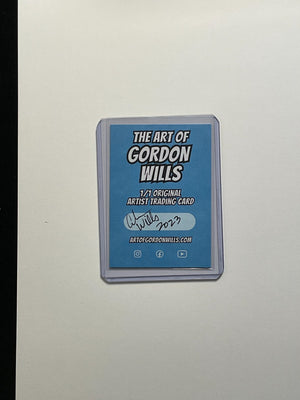 THE ART OF
GORDON
WILLS
1/1 ORIGINAL
ARTIST TRADING CARD
Wills
2023
ARTOFGORDONWILLS.COM